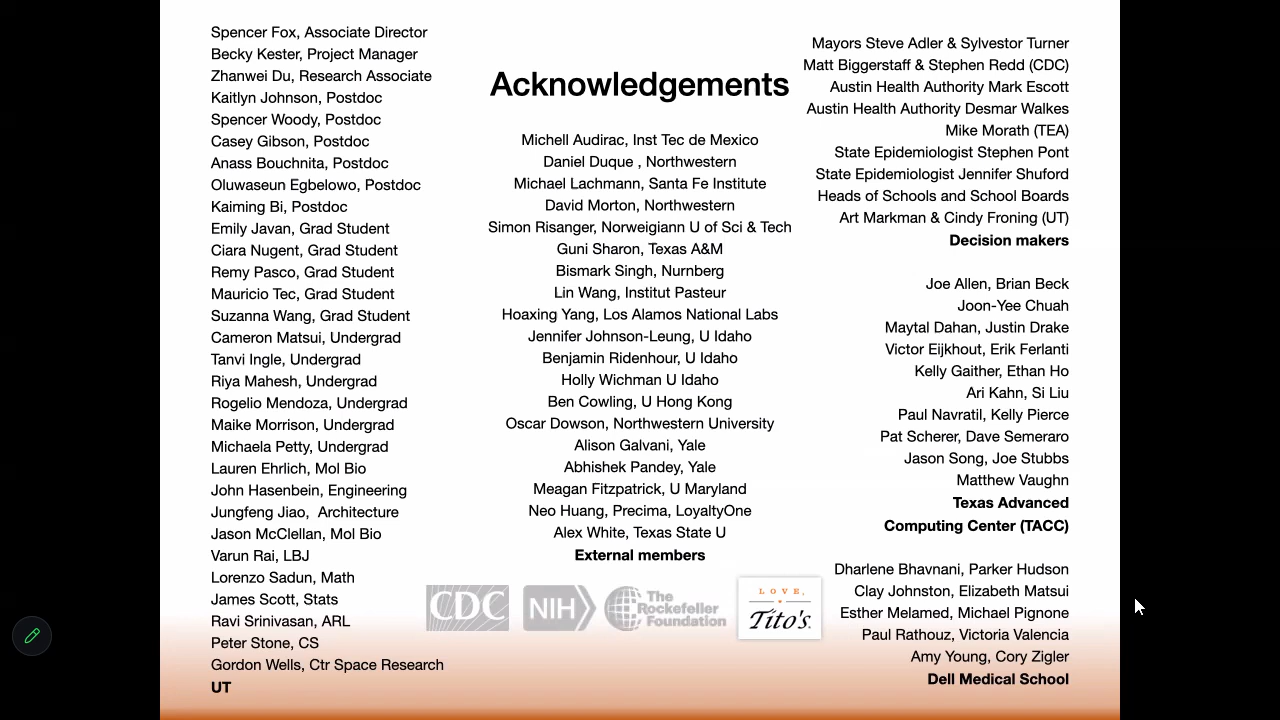 Spencer Fox, Associate Director
Becky Kester, Project Manager
Zhanwei Du, Research Associate
Kaitlyn Johnson, Postdoc
Spencer Woody, Postdoc
Casey Gibson, Postdoc
Anass Bouchnita, Postdoc
Oluwaseun Egbelowo, Postdoc
Kaiming Bi, Postdoc
Emily Javan, Grad Student
Ciara Nugent, Grad Student
Remy Pasco, Grad Student
Mauricio Tec, Grad Student
Suzanna Wang, Grad Student
Cameron Matsui, Undergrad
Tanvi Ingle, Undergrad
Riya Mahesh, Undergrad
Rogelio Mendoza, Undergrad
Maike Morrison, Undergrad
Michaela Petty, Undergrad
Lauren Ehrlich, Mol Bio
John Hasenbein, Engineering
Jungfeng Jiao,  Architecture
Jason McClellan, Mol Bio
Varun Rai, LBJ
Lorenzo Sadun, Math
James Scott, Stats
Ravi Srinivasan, ARL
Peter Stone, CS
Gordon Wells, Ctr Space Research
UT
Acknowledgements
Michell Audirac, Inst Tec de Mexico
Daniel Duque , Northwestern
Michael Lachmann, Santa Fe Institute
David Morton, Northwestern
Simon Risanger, Norweigiann U of Sci & Tech
Guni Sharon, Texas A&M
Bismark Singh, Nurnberg
Lin Wang, Institut Pasteur
Hoaxing Yang, Los Alamos National Labs
Jennifer Johnson-Leung, U Idaho
Benjamin Ridenhour, U Idaho
Holly Wichman U Idaho
Ben Cowling, U Hong Kong
Oscar Dowson, Northwestern University
Alison Galvani, Yale
Abhishek Pandey, Yale
Meagan Fitzpatrick, U Maryland
Neo Huang, Precima, LoyaltyOne
Alex White, Texas State U
External members
CDC
NIH
The
Rockefeller
Foundation
LOVE,
Tito's
Mayors Steve Adler & Sylvestor Turner
Matt Biggerstaff & Stephen Redd (CDC)
Austin Health Authority Mark Escott
Austin Health Authority Desmar Walkes
Mike Morath (TEA)
State Epidemiologist Stephen Pont
State Epidemiologist Jennifer Shuford
Heads of Schools and School Boards
Art Markman & Cindy Froning (UT)
Decision makers
Joe Allen, Brian Beck
Joon-Yee Chuah
Maytal Dahan, Justin Drake
Victor Eijkhout, Erik Ferlanti
Kelly Gaither, Ethan Ho
Ari Kahn, Si Liu
Paul Navratil, Kelly Pierce
Pat Scherer, Dave Semeraro
Jason Song, Joe Stubbs
Matthew Vaughn
Texas Advanced
Computing Center (TACC)
Dharlene Bhavnani, Parker Hudson
Clay Johnston, Elizabeth Matsui
Esther Melamed, Michael Pignone
Paul Rathouz, Victoria Valencia
Amy Young, Cory Zigler
Dell Medical School